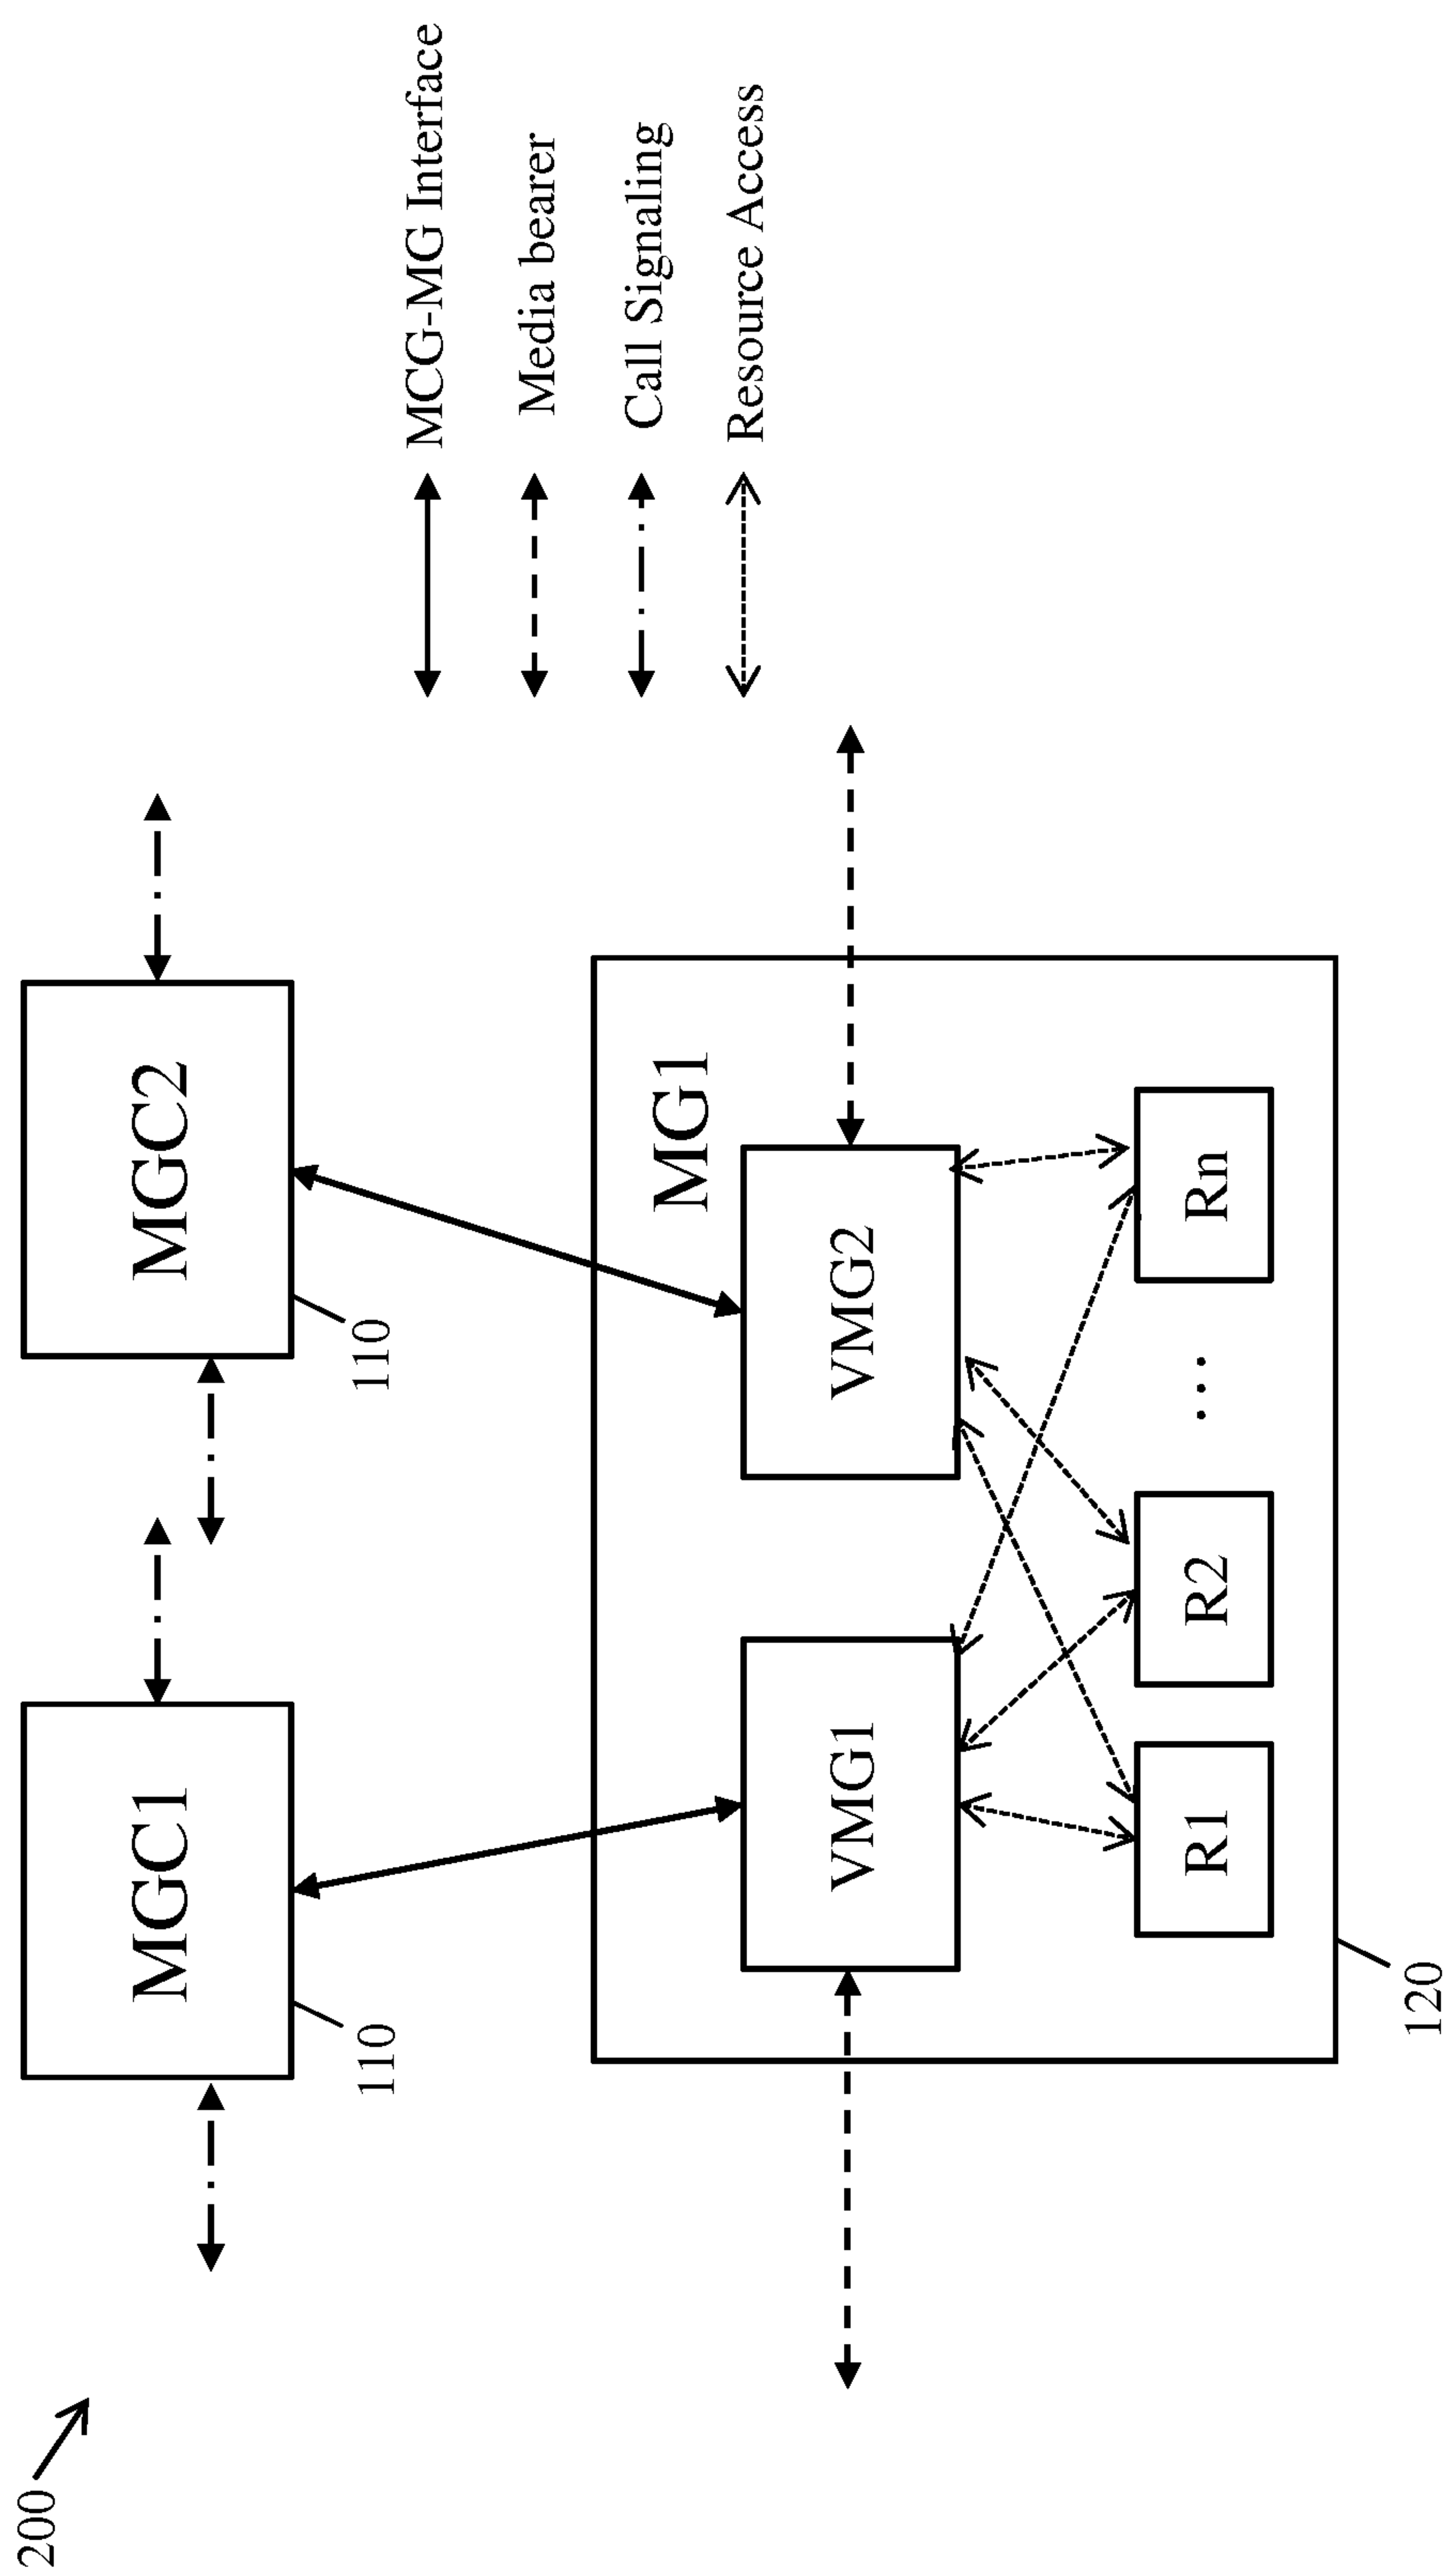 200
MGC1
MGC2
110
110
MG1
VMG1
VMG2
R1
R2
...
Rn
120
MCG-MG Interface
Media bearer
Call Signaling
Resource Access